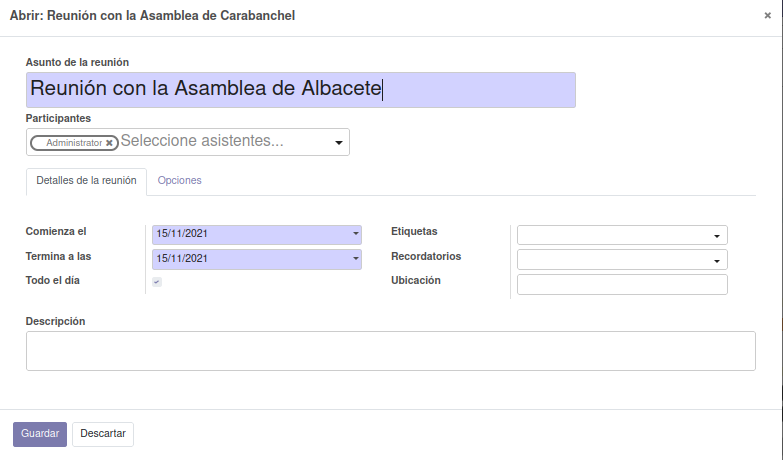 Abrir: Reunión con la Asamblea de Carabanchel ×
Asunto de la reunión
Reunión con la Asamblea de Albacete
Participantes
Administrator ✖ Seleccione asistentes...
Detalles de la reunión Opciones
Comienza el 15/11/2021 Etiquetas
Termina a las 15/11/2021 Recordatorios
Todo el día Ubicación
Descripción
Guardar Descartar